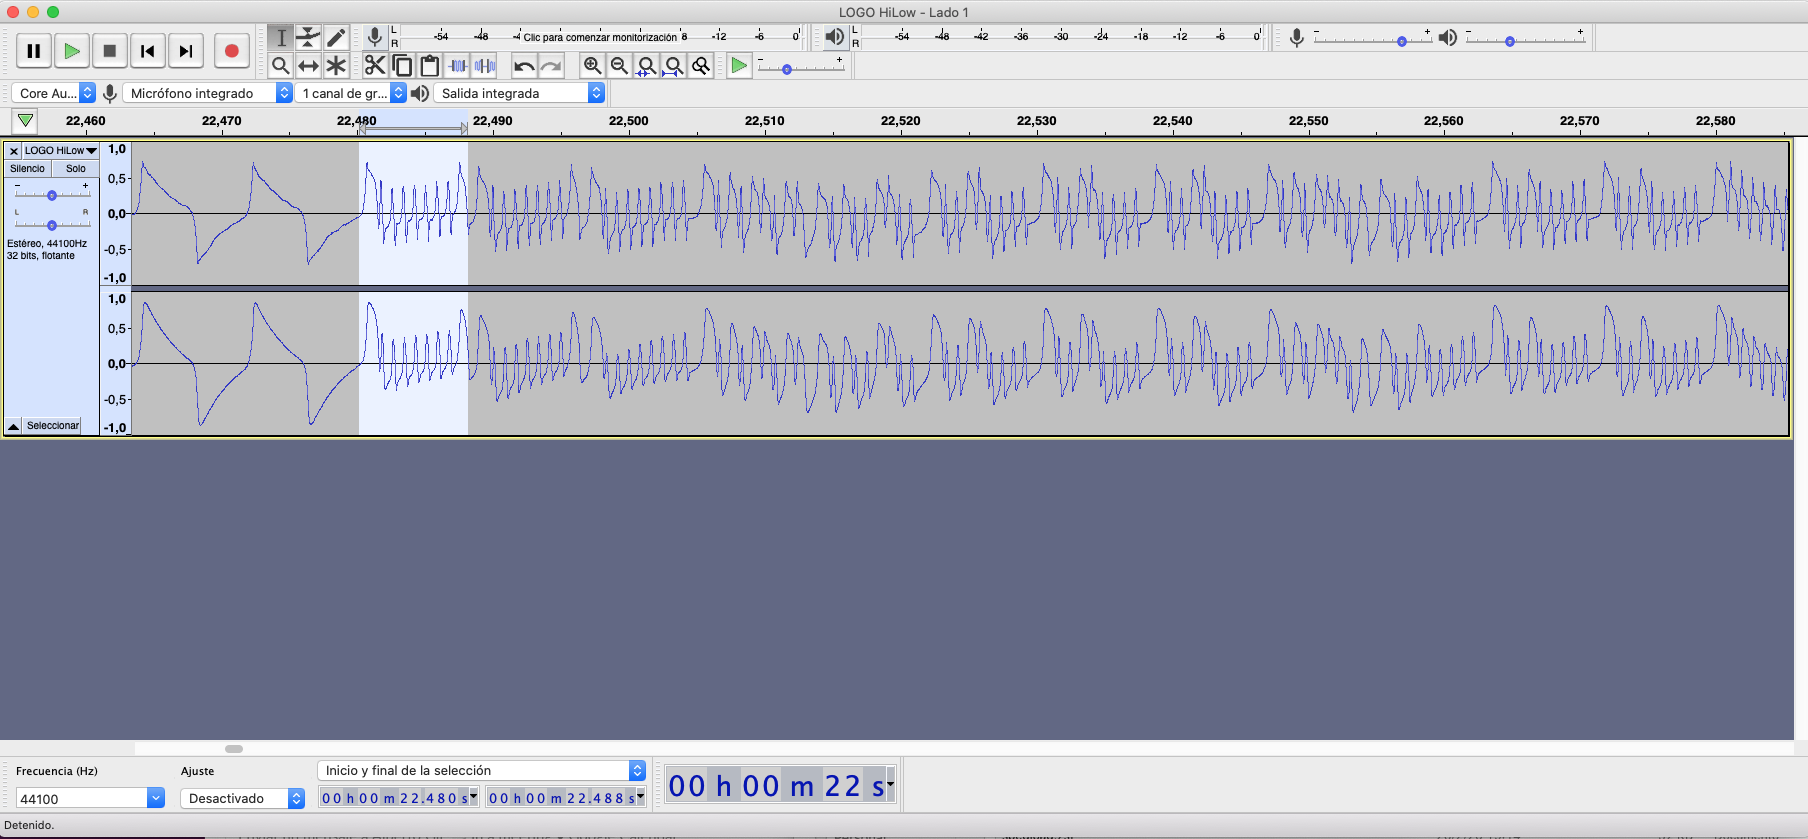 LOGO HiLow - Lado 1
L
R
-54 -48 -4 Clic para comenzar monitorización 8 -12 -6 0
L
R
-54 -48 -42 -36 -30 -24 -18 -12 -6 0
- +
- +
- +
Core Au... Micrófono integrado 1 canal de gr... Salida integrada
22,460 22,470 22,480 22,490 22,500 22,510 22,520 22,530 22,540 22,550 22,560 22,570 22,580
LOGO HiLow
Silencio Solo
- +
L R
Estéreo, 44100Hz
32 bits, flotante
Seleccionar
1,0
0,5
0,0
-0,5
-1,0
1,0
0,5
0,0
-0,5
-1,0
Frecuencia (Hz) Ajuste Inicio y final de la selección
44100 Desactivado 00 h 00 m 22.480 s 00 h 00 m 22.488 s
00 h 00 m 22 s
Detenido.